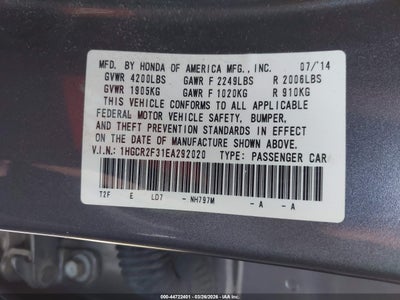 MFD. BY HONDA OF AMERICA MFG., INC. 07/14
GVWR 4200LBS GAWR F 2249LBS R 2006LBS
GVWR 1905KG GAWR F 1020KG R 910KG
THIS VEHICLE CONFORMS TO ALL APPLICABLE
FEDERAL MOTOR VEHICLE SAFETY, BUMPER,
AND THEFT PREVENTION STANDARDS IN EFFECT
ON THE DATE OF MANUFACTURE SHOWN ABOVE.
V.I.N.: 1HGCR2F31EA292020 TYPE: PASSENGER CAR
T2F E LD7 - NH797M - A - A
000-44722401 - 03/26/2026 - IAA, Inc. Copyright